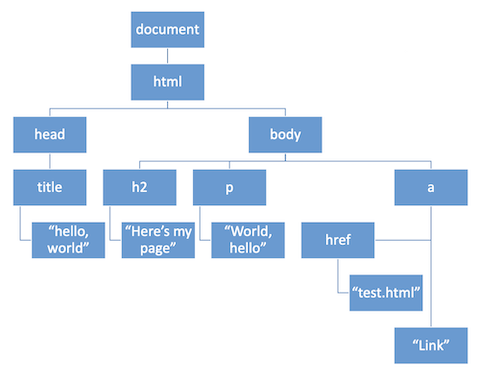 document
html
head
body
title
h2
p
a
“hello,
world”
“Here’s my
page”
“World,
hello”
href
“test.html”
“Link”